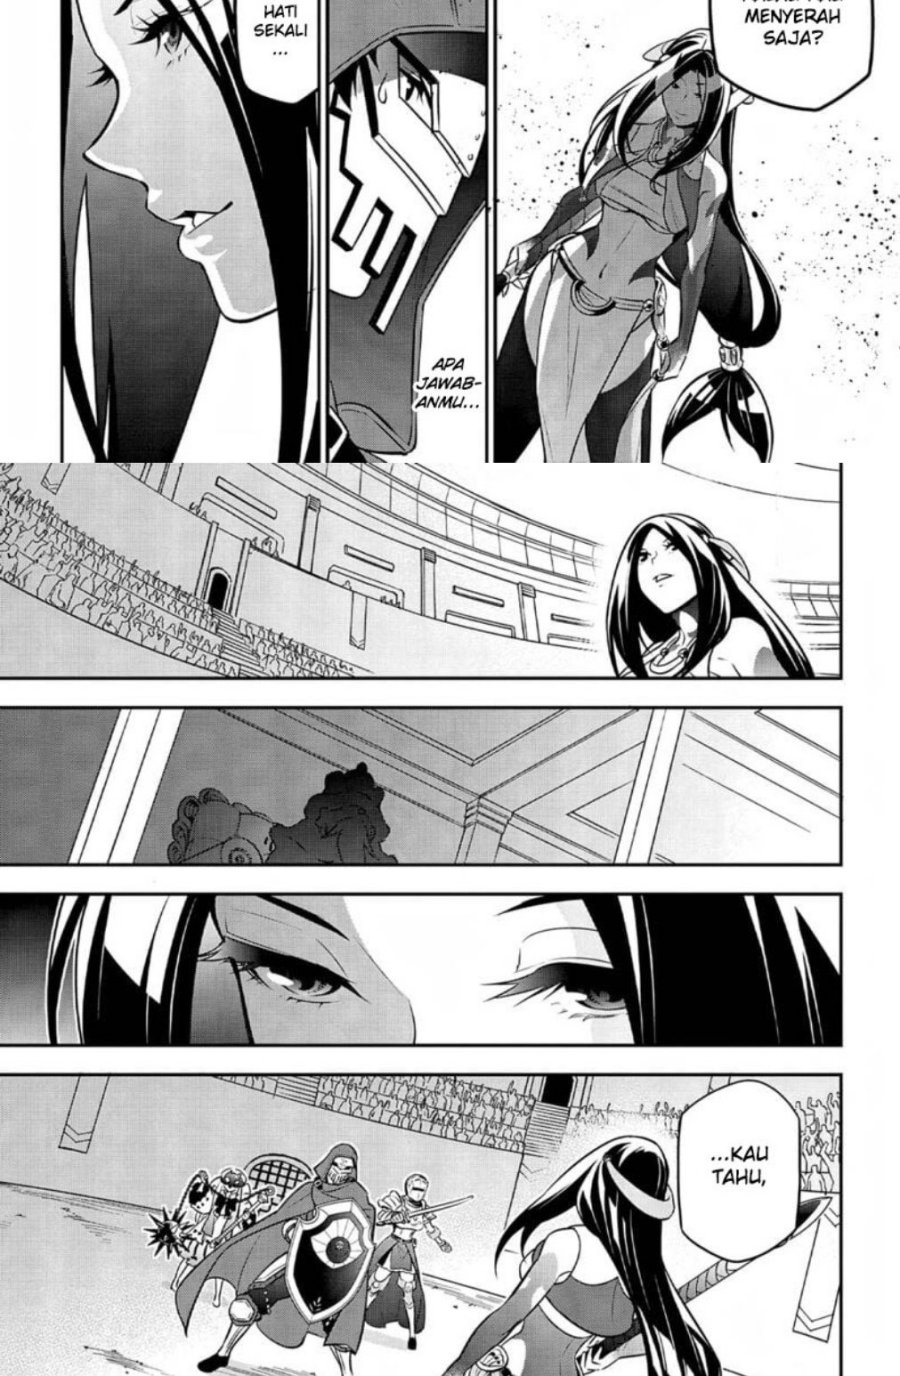 MENYERAH
SAJA?
HATI
SEKALI
...
APA
JAWAB-
ANMU...
...KAU
TAHU,